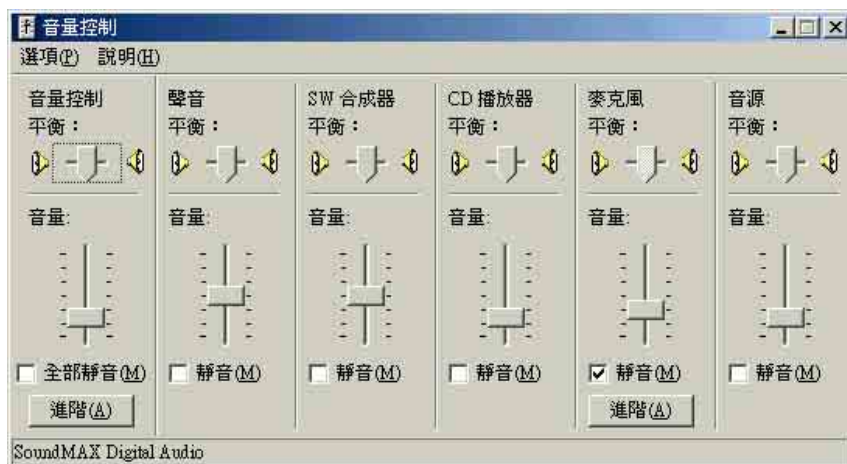 音量控制
選項(P) 說明(H)
音量控制 聲音 SW 合成器 CD 播放器 麥克風 音源
平衡： 平衡： 平衡： 平衡： 平衡： 平衡：
音量: 音量: 音量: 音量: 音量: 音量:
全部靜音(M) 靜音(M) 靜音(M) 靜音(M) 靜音(M) 靜音(M)
進階(A) 進階(A)
SoundMAX Digital Audio